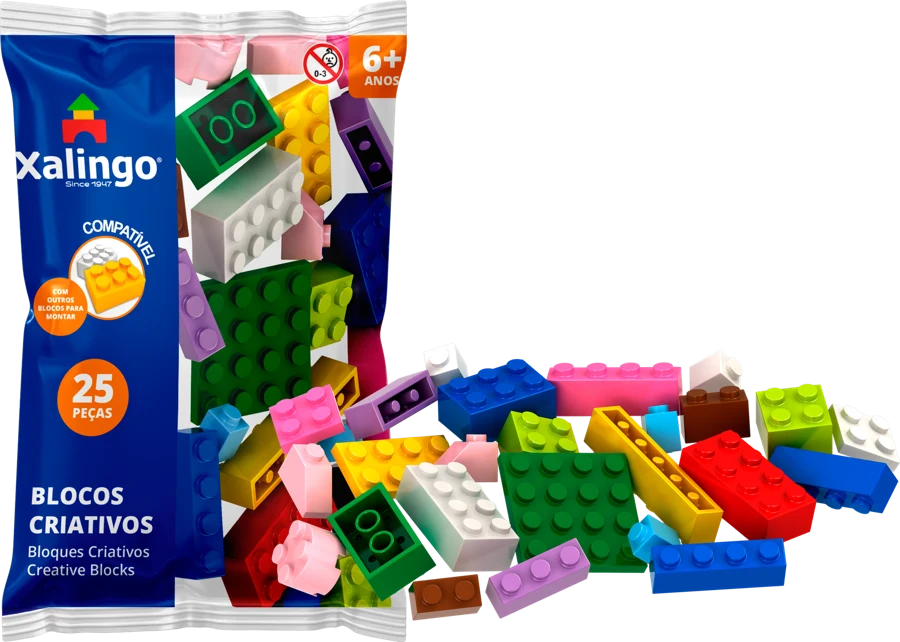 0-3
6+
ANOS
Xalingo®
Since 1947
COMPATÍVEL
COM
OUTROS
BLOCOS PARA
MONTAR
25
PEÇAS
BLOCOS
CRIATIVOS
Bloques Criativos
Creative Blocks